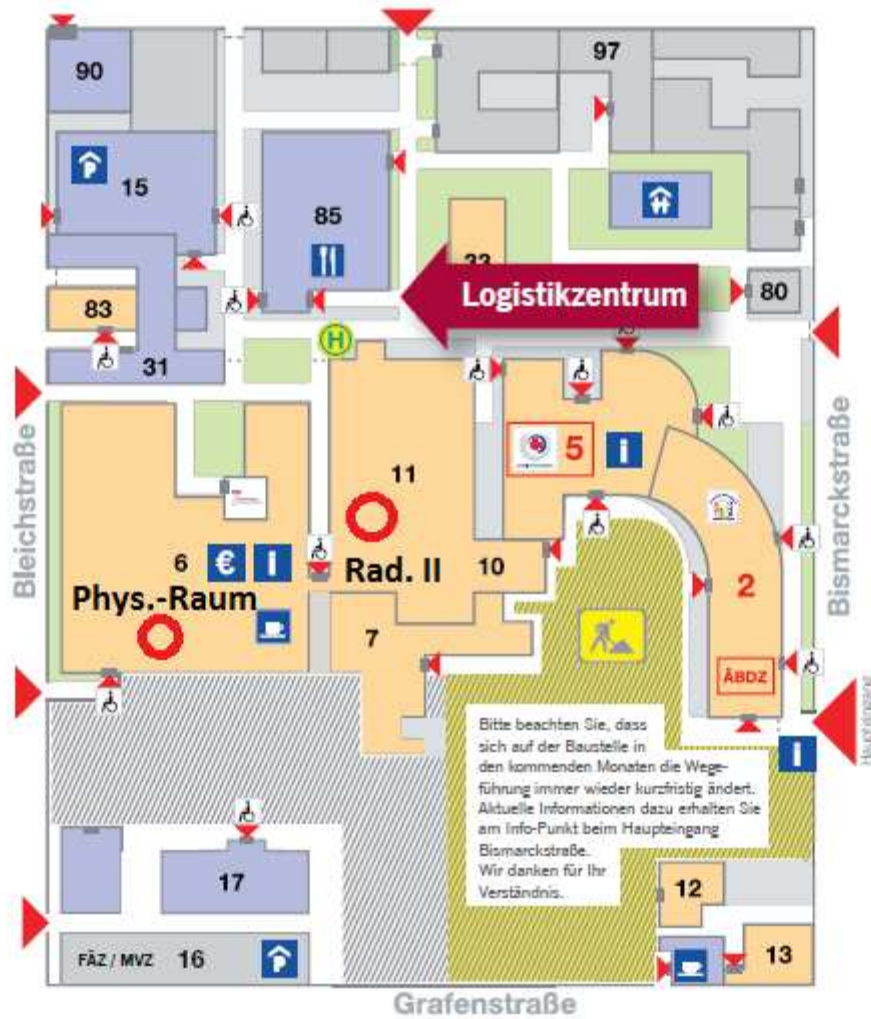 90
97
P
15
85
33
Logistikzentrum
80
83
H
31
Bleichstraße
Bismarckstraße
5
i
11
6
€
i
Rad. II
10
Phys.-Raum
2
7
ÄBDZ
Haupteingang
i
Bitte beachten Sie, dass
sich auf der Baustelle in
den kommenden Monaten die Wege-
führung immer wieder kurzfristig ändert.
Aktuelle Informationen dazu erhalten Sie
am Info-Punkt beim Haupteingang
Bismarckstraße.
Wir danken für Ihr
Verständnis.
17
12
FÄZ / MVZ 16
P
13
Grafenstraße